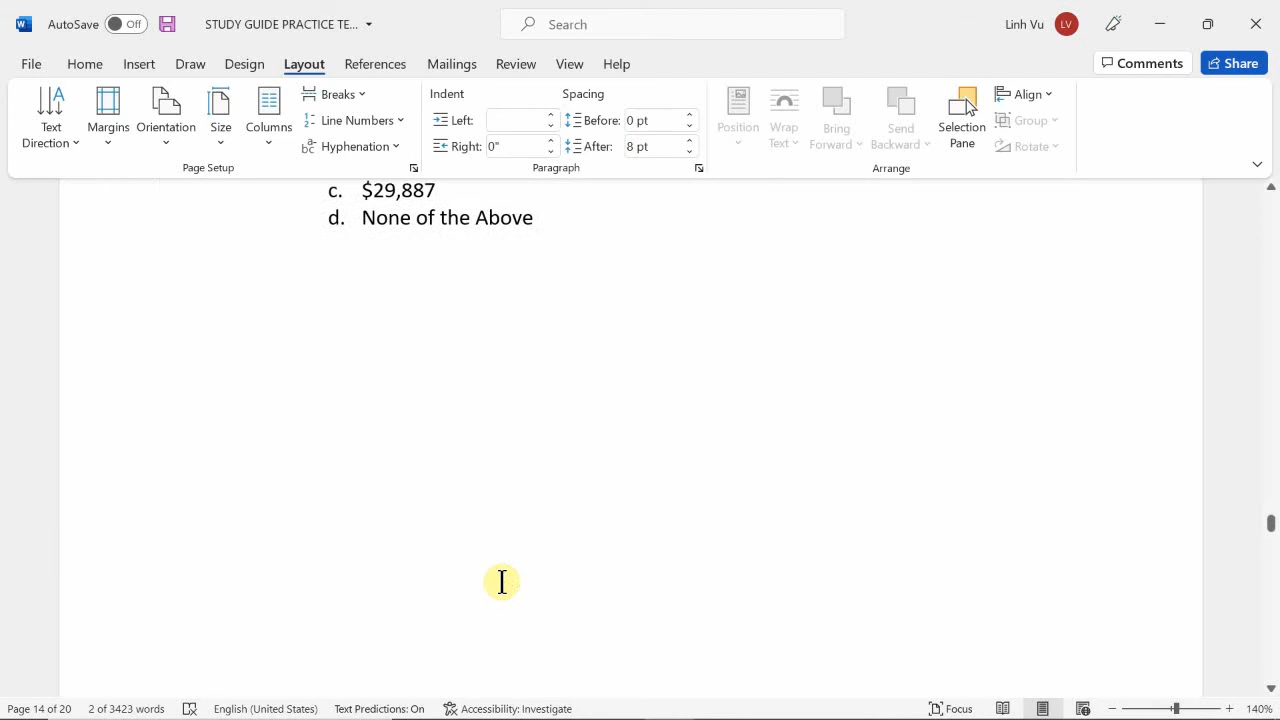 AutoSave Off STUDY GUIDE PRACTICE TE... Search Linh Vu LV
File Home Insert Draw Design Layout References Mailings Review View Help Comments Share
Text Direction
Margins
Orientation
Size
Columns
Breaks
Line Numbers
Hyphenation
Page Setup
Indent
Left:
Right: 0"
Spacing
Before: 0 pt
After: 8 pt
Paragraph
Position
Wrap Text
Bring Forward
Send Backward
Selection Pane
Align
Group
Rotate
Arrange
c. $29,887
d. None of the Above
Page 14 of 20 2 of 3423 words English (United States) Text Predictions: On Accessibility: Investigate Focus 140%